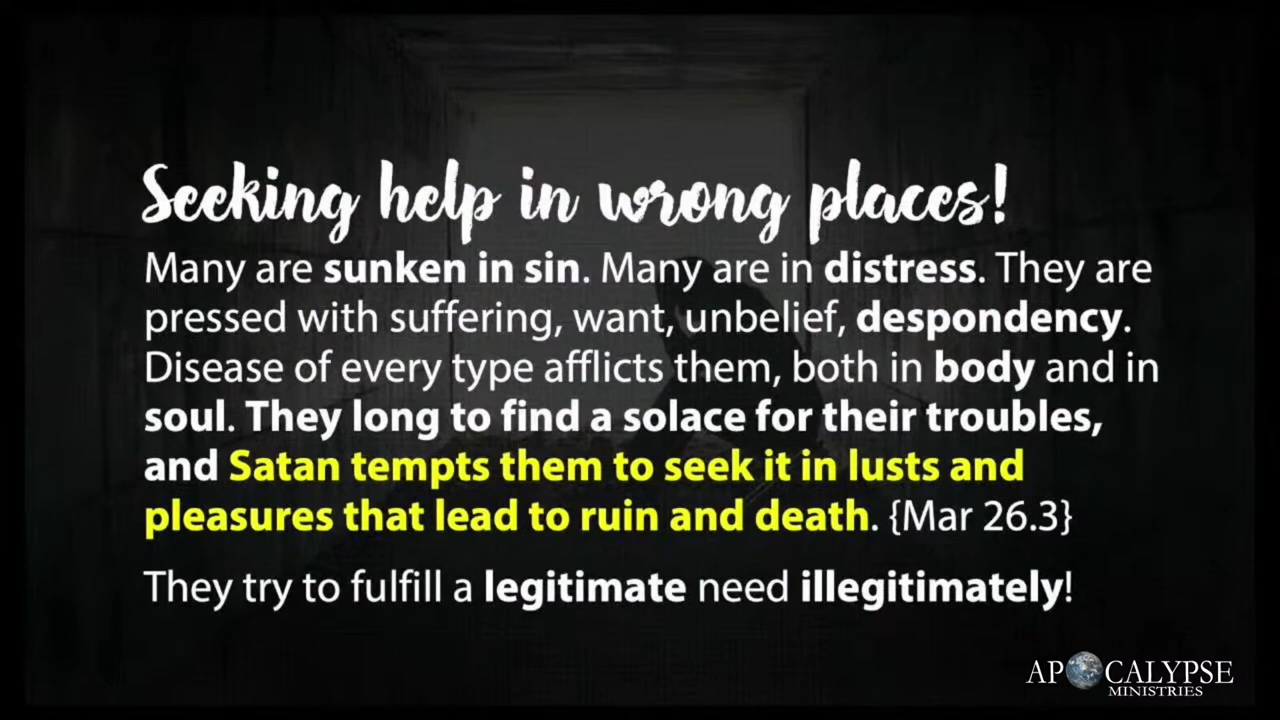 Seeking help in wrong places!
Many are sunken in sin. Many are in distress. They are
pressed with suffering, want, unbelief, despondency.
Disease of every type afflicts them, both in body and in
soul. They long to find a solace for their troubles,
and Satan tempts them to seek it in lusts and
pleasures that lead to ruin and death. {Mar 26.3}
They try to fulfill a legitimate need illegitimately!
APOCALYPSE
MINISTRIES